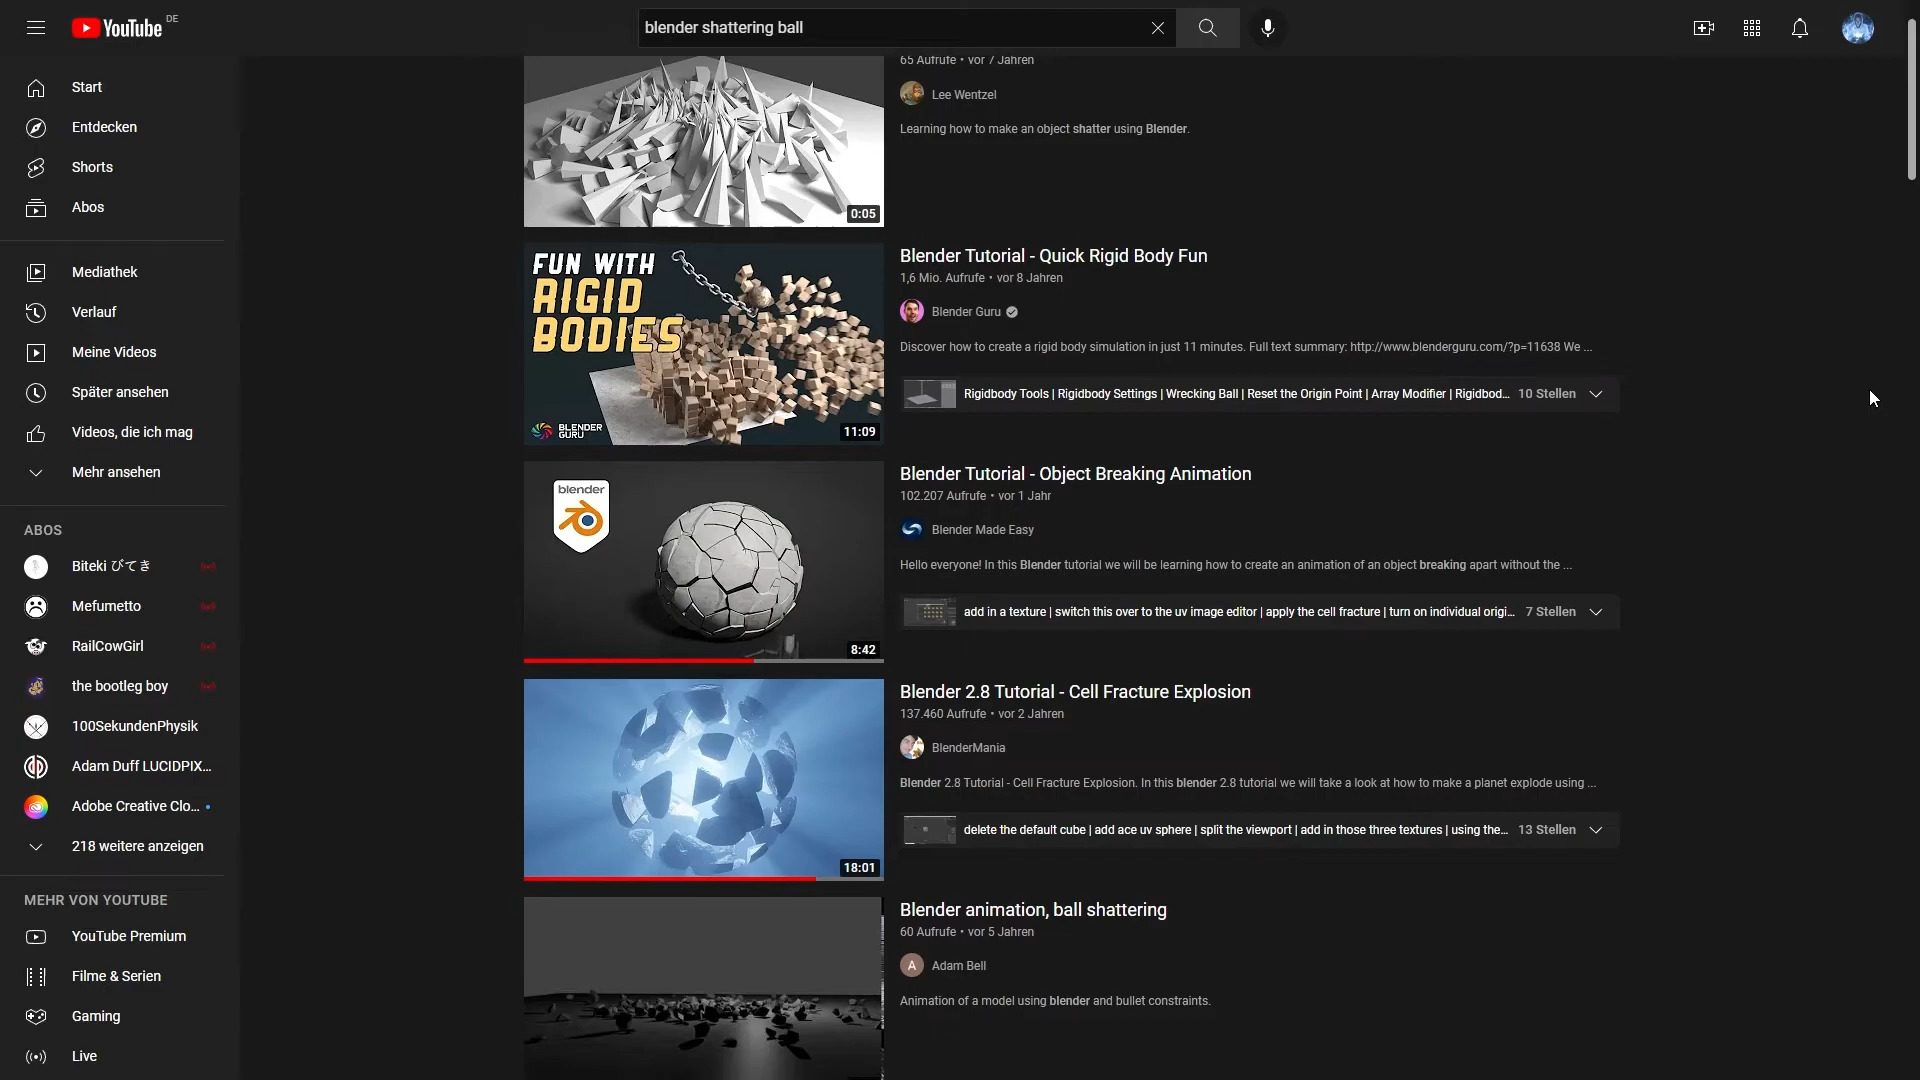 YouTube DE
blender shattering ball
Start
Entdecken
Shorts
Abos
Mediathek
Verlauf
Meine Videos
Später ansehen
Videos, die ich mag
Mehr ansehen
ABOS
Biteki びてき
Mefumetto
RailCowGirl
the bootleg boy
100SekundenPhysik
Adam Duff LUCIDPIX...
Adobe Creative Clo...
218 weitere anzeigen
MEHR VON YOUTUBE
YouTube Premium
Filme & Serien
Gaming
Live
65 Aufrufe • vor 7 Jahren
Lee Wentzel
Learning how to make an object shatter using Blender.
0:05
FUN WITH
RIGID
BODIES
BLENDER
GURU
11:09
Blender Tutorial - Quick Rigid Body Fun
1,6 Mio. Aufrufe • vor 8 Jahren
Blender Guru
Discover how to create a rigid body simulation in just 11 minutes. Full text summary: http://www.blenderguru.com/?p=11638 We ...
Rigidbody Tools | Rigidbody Settings | Wrecking Ball | Reset the Origin Point | Array Modifier | Rigidbod... 10 Stellen
blender
8:42
Blender Tutorial - Object Breaking Animation
102.207 Aufrufe • vor 1 Jahr
Blender Made Easy
Hello everyone! In this Blender tutorial we will be learning how to create an animation of an object breaking apart without the ...
add in a texture | switch this over to the uv image editor | apply the cell fracture | turn on individual origi... 7 Stellen
18:01
Blender 2.8 Tutorial - Cell Fracture Explosion
137.460 Aufrufe • vor 2 Jahren
BlenderMania
Blender 2.8 Tutorial - Cell Fracture Explosion. In this blender 2.8 tutorial we will take a look at how to make a planet explode using ...
delete the default cube | add ace uv sphere | split the viewport | add in those three textures | using the... 13 Stellen
Blender animation, ball shattering
60 Aufrufe • vor 5 Jahren
A
Adam Bell
Animation of a model using blender and bullet constraints.